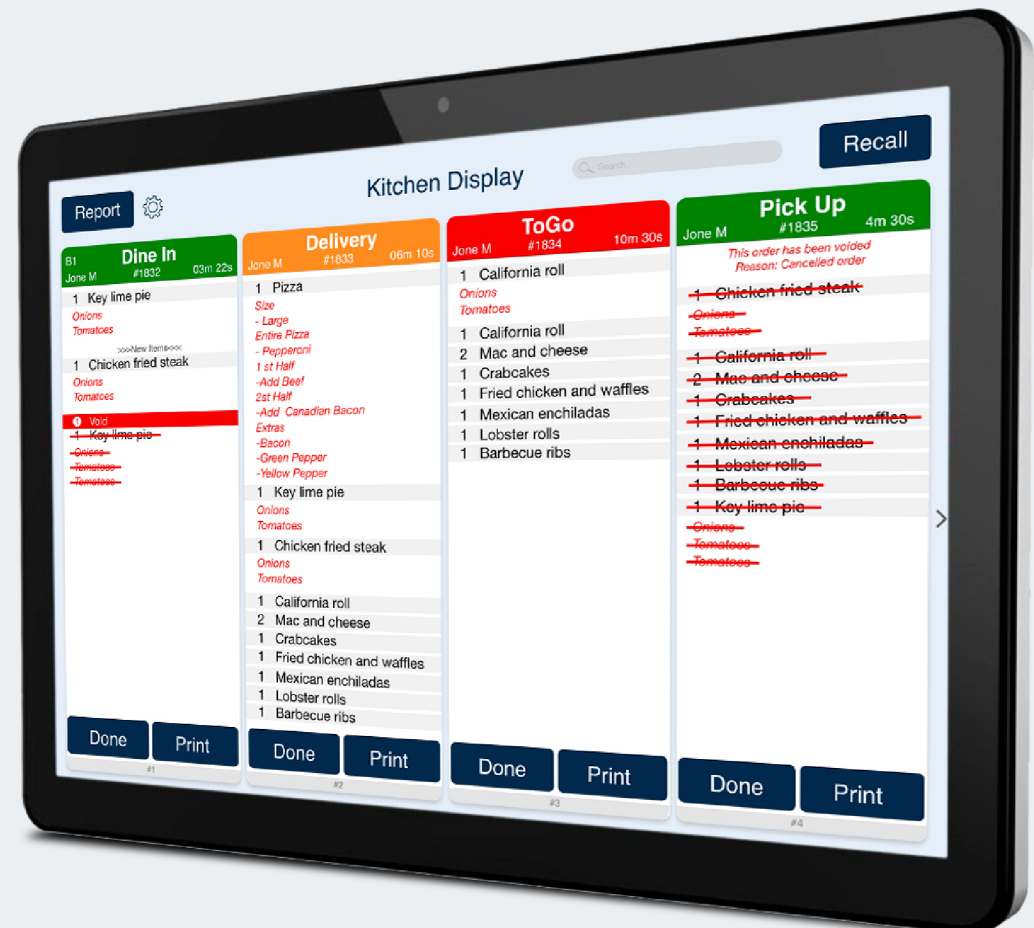 Report
Kitchen Display
Search
Recall
B1
Dine In
Jone M
#1832
03m 22s
1 Key lime pie
Onions
Tomatoes
>>>New Items<<<
1 Chicken fried steak
Onions
Tomatoes
1 Void
1 Key lime pie
Onions
Tomatoes
Tomatoes
Done
Print
#1
Delivery
Jone M
#1833
06m 10s
1 Pizza
Size
- Large
Entire Pizza
- Pepperoni
1 st Half
-Add Beef
2st Half
-Add Canadian Bacon
Extras
-Bacon
-Green Pepper
-Yellow Pepper
1 Key lime pie
Onions
Tomatoes
1 Chicken fried steak
Onions
Tomatoes
1 California roll
2 Mac and cheese
1 Crabcakes
1 Fried chicken and waffles
1 Mexican enchiladas
1 Lobster rolls
1 Barbecue ribs
Done
Print
#2
ToGo
Jone M
#1834
10m 30s
1 California roll
Onions
Tomatoes
1 California roll
2 Mac and cheese
1 Crabcakes
1 Fried chicken and waffles
1 Mexican enchiladas
1 Lobster rolls
1 Barbecue ribs
Done
Print
#3
Pick Up
Jone M
#1835
4m 30s
This order has been voided
Reason: Cancelled order
1 Chicken fried steak
Onions
Tomatoes
1 California roll
2 Mac and cheese
1 Crabcakes
1 Fried chicken and waffles
1 Mexican enchiladas
1 Lobster rolls
1 Barbecue ribs
1 Key lime pie
Onions
Tomatoes
Tomatoes
Done
Print
#4